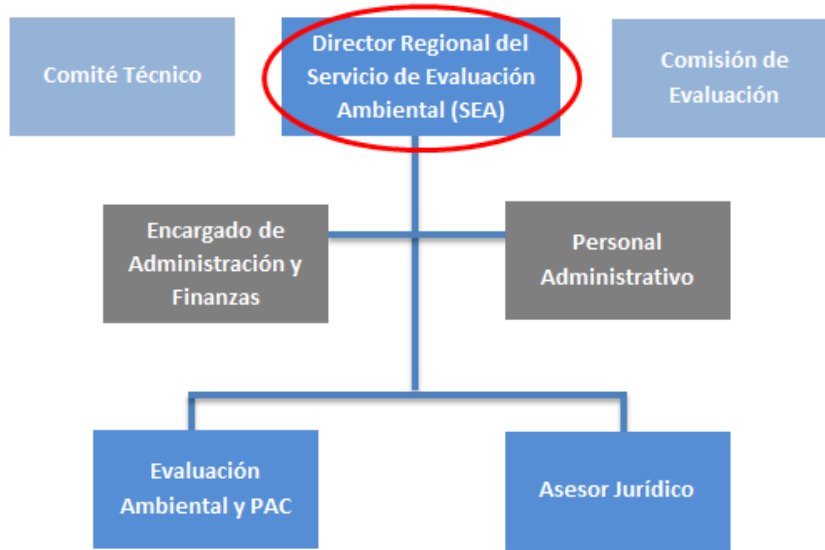 Comité Técnico
Director Regional del
Servicio de Evaluación
Ambiental (SEA)
Comisión de
Evaluación
Encargado de
Administración y
Finanzas
Personal
Administrativo
Evaluación
Ambiental y PAC
Asesor Jurídico